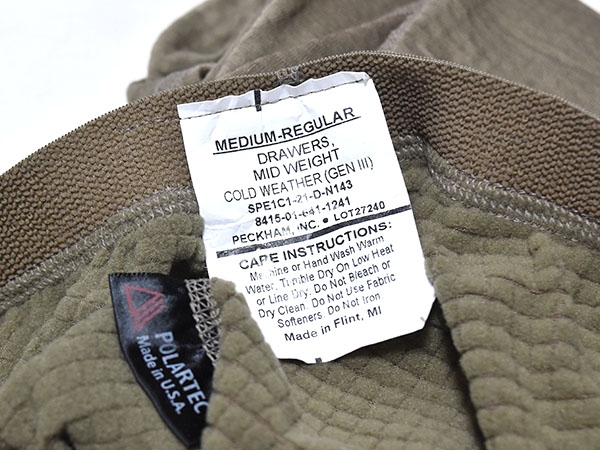 MEDIUM-REGULAR
DRAWERS,
MID WEIGHT
COLD WEATHER (GEN III)
SPE1C1-21-D-N143
8415-01-641-1241
PECKHAM, INC. • LOT27240
CARE INSTRUCTIONS:
Machine or Hand Wash Warm
Water, Tumble Dry On Low Heat
or Line Dry. Do Not Bleach or
Dry Clean. Do Not Use Fabric
Softeners. Do Not Iron
Made in Flint, MI
POLARTEC
Made in U.S.A.